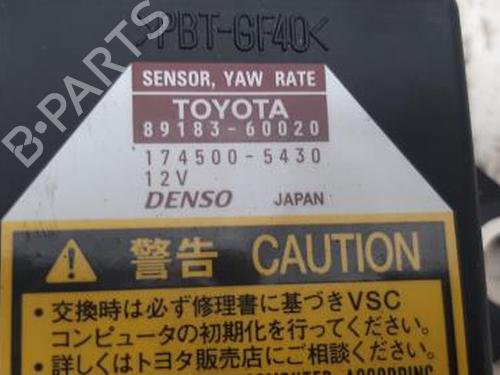 >PBT-GF40<
SENSOR, YAW RATE
TOYOTA
89183-60020
174500-5430
12V
DENSO JAPAN
警告 CAUTION
• 交換時は必ず修理書に基づきVSC
コンピュータの初期化を行ってください。
• 詳しくはトヨタ販売店にご相談ください。
COMPUTER ACCORDING
B-PARTS